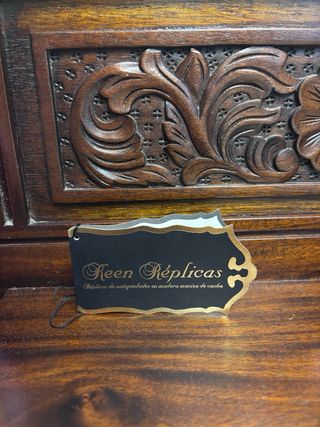 Keen Réplicas
Réplicas de antigüedades en madera maciza de caoba